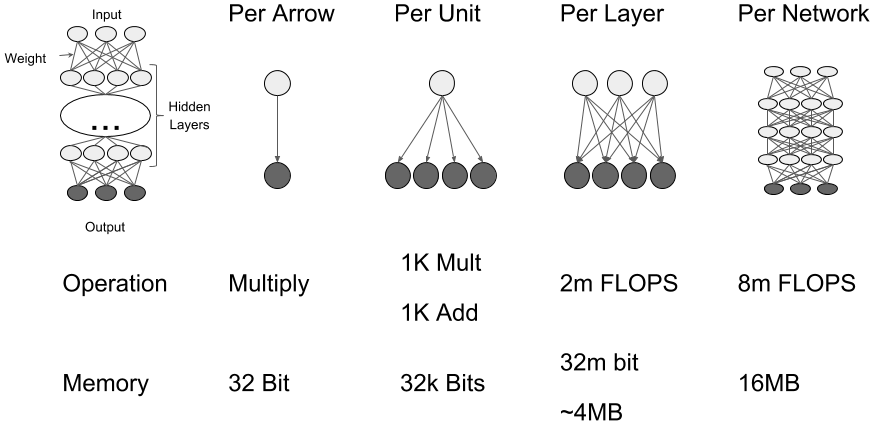 Input
Weight
Hidden
Layers
...
Output
Per Arrow
Per Unit
Per Layer
Per Network
Operation
Multiply
1K Mult
1K Add
2m FLOPS
8m FLOPS
Memory
32 Bit
32k Bits
32m bit
~4MB
16MB